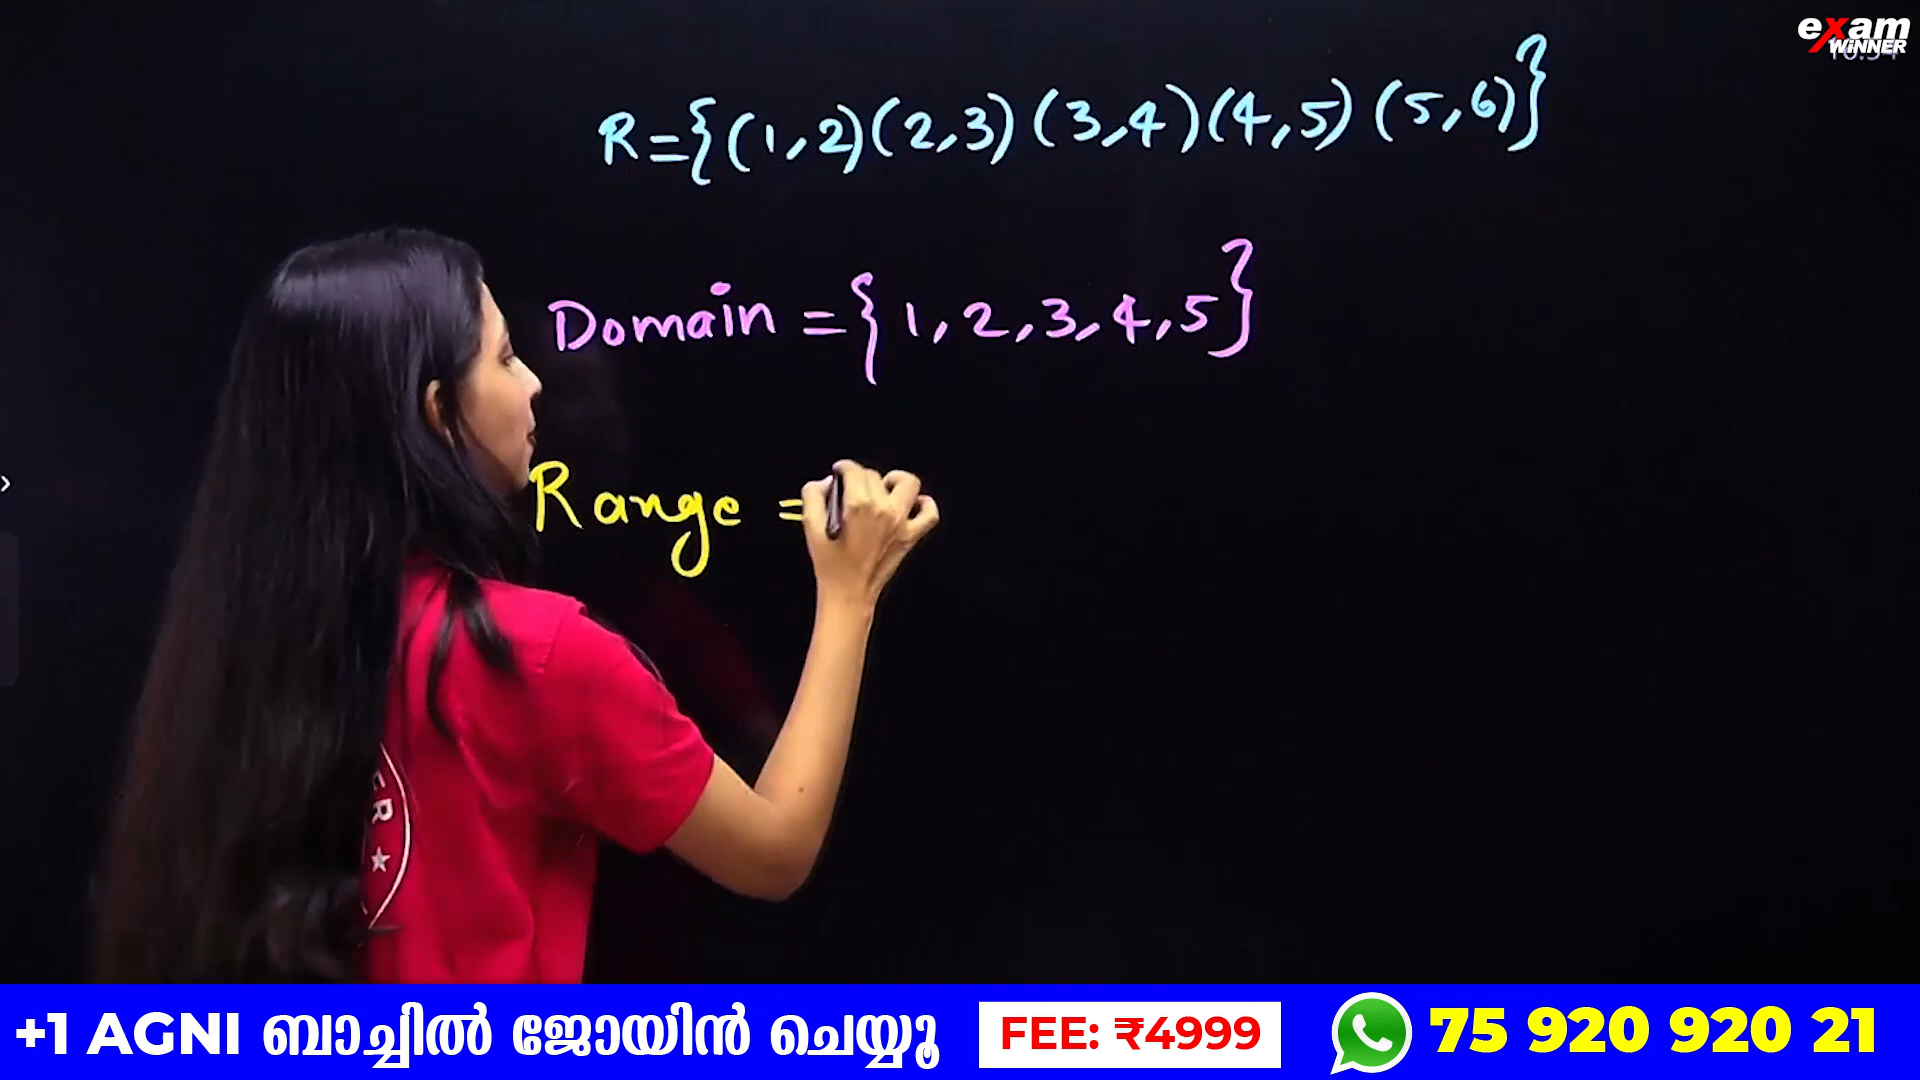 exam
WiNNER
R={(1,2)(2,3)(3,4)(4,5)(5,6)}
Domain = {1,2,3,4,5}
Range =
ER ★
+1 AGNI ബാച്ചിൽ ജോയിൻ ചെയ്യൂ FEE: ₹4999 75 920 920 21